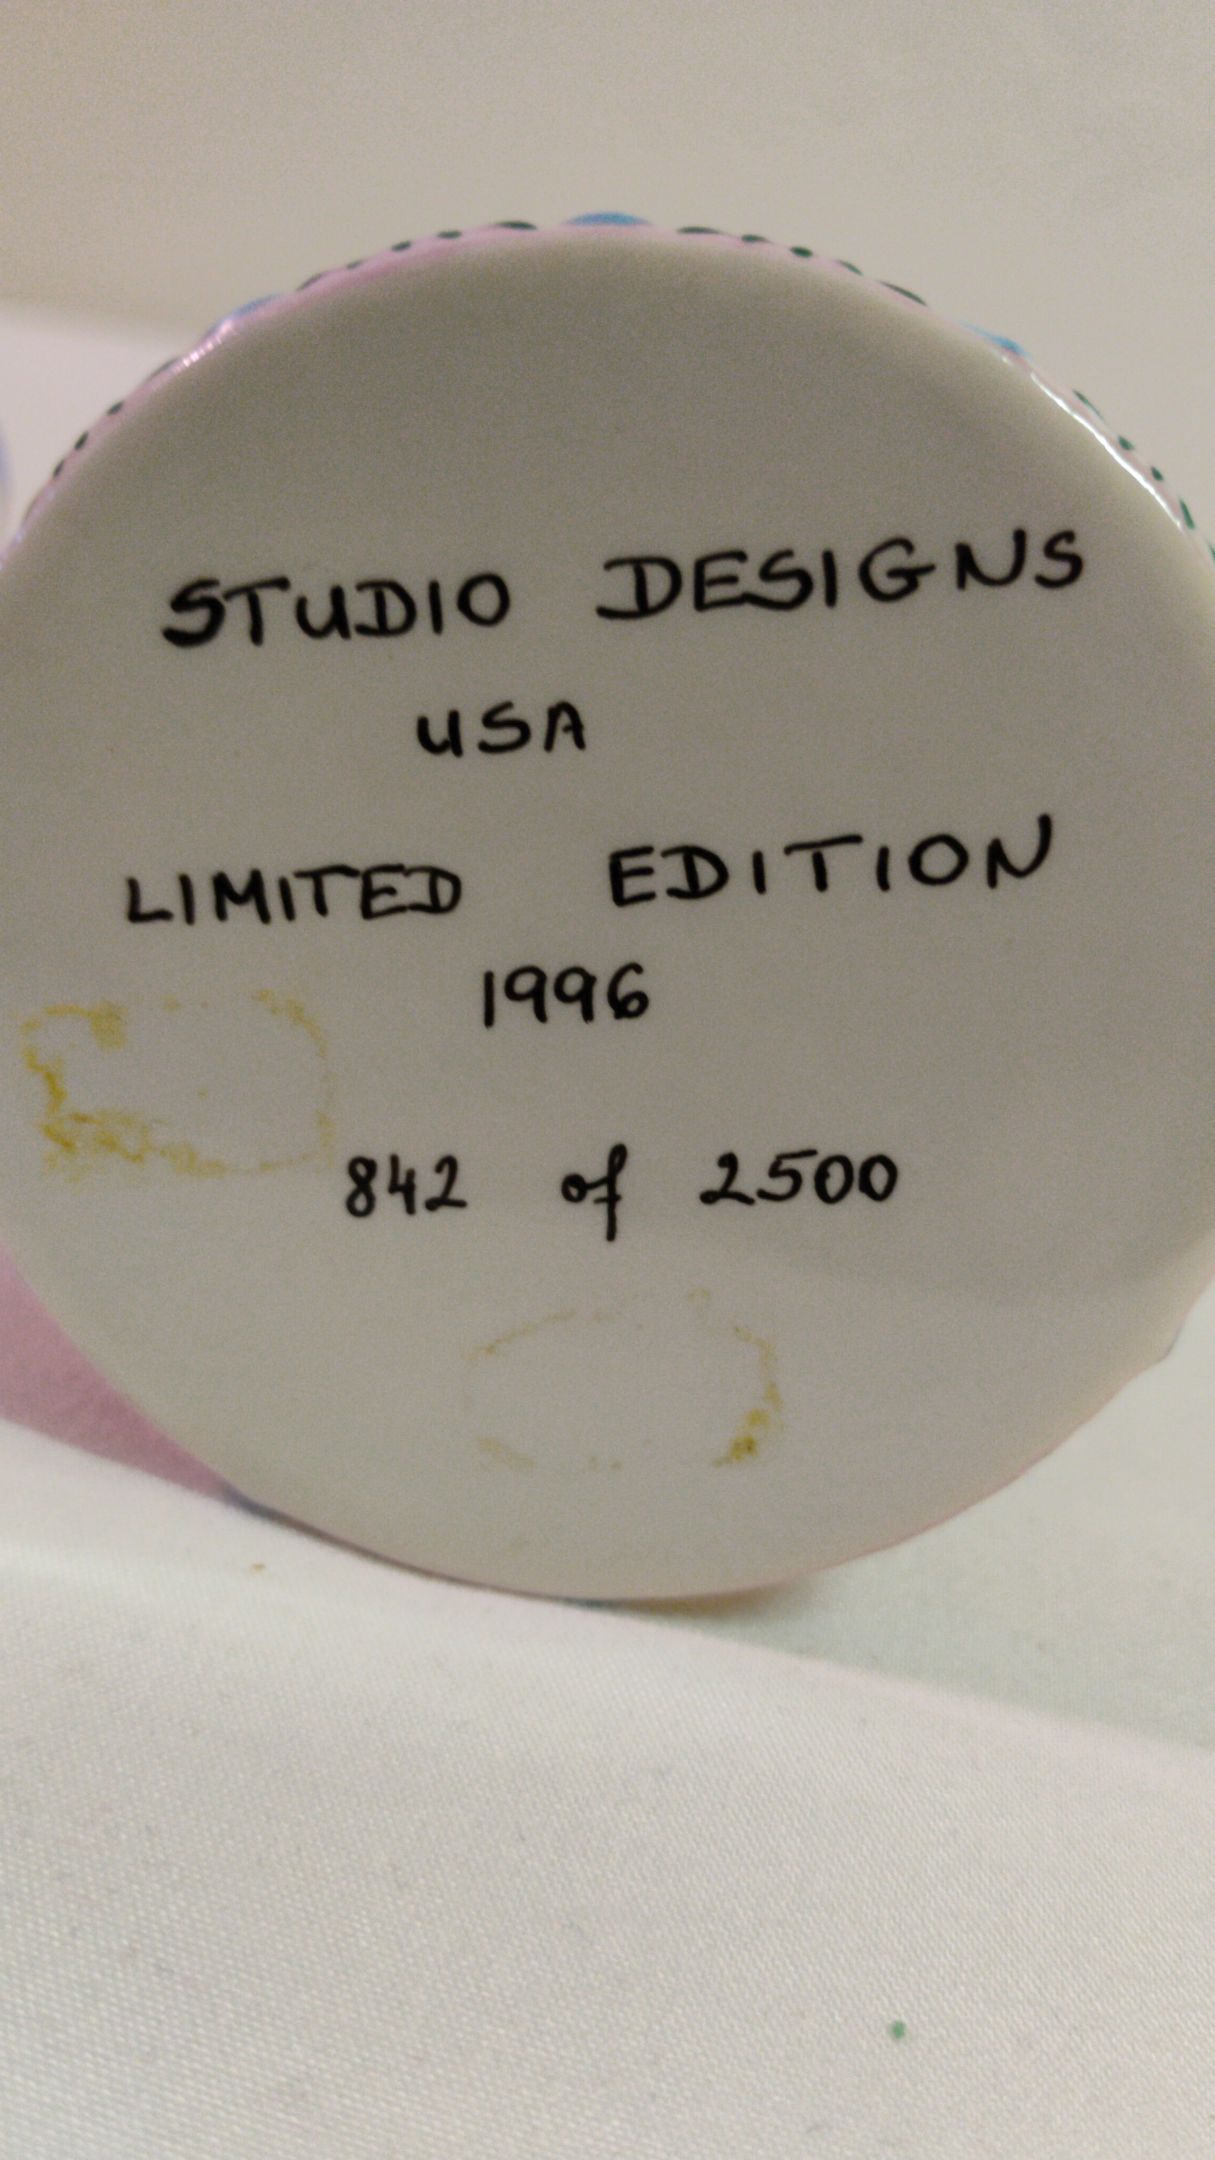 STUDIO DESIGNS
USA
LIMITED EDITION
1996
842 of 2500